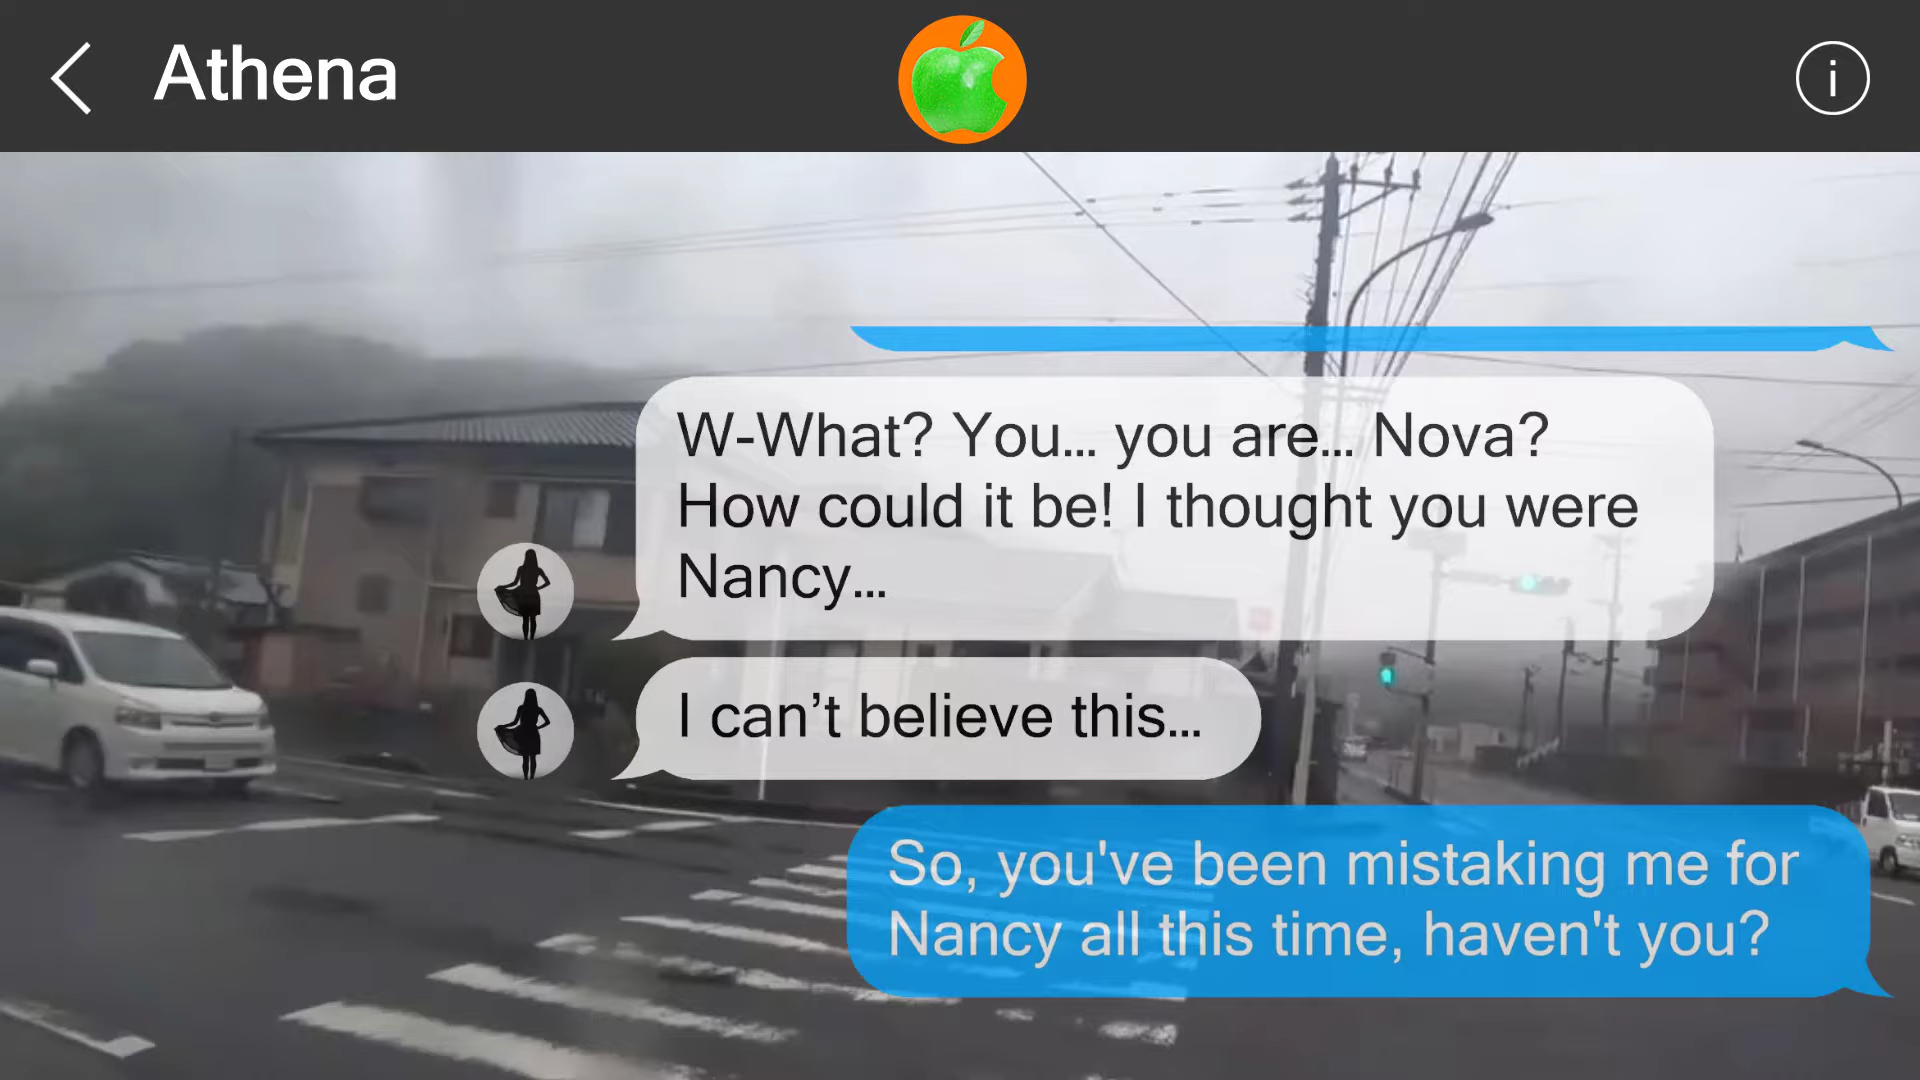 Athena
i
W-What? You... you are... Nova?
How could it be! I thought you were
Nancy...
I can’t believe this...
So, you've been mistaking me for
Nancy all this time, haven't you?